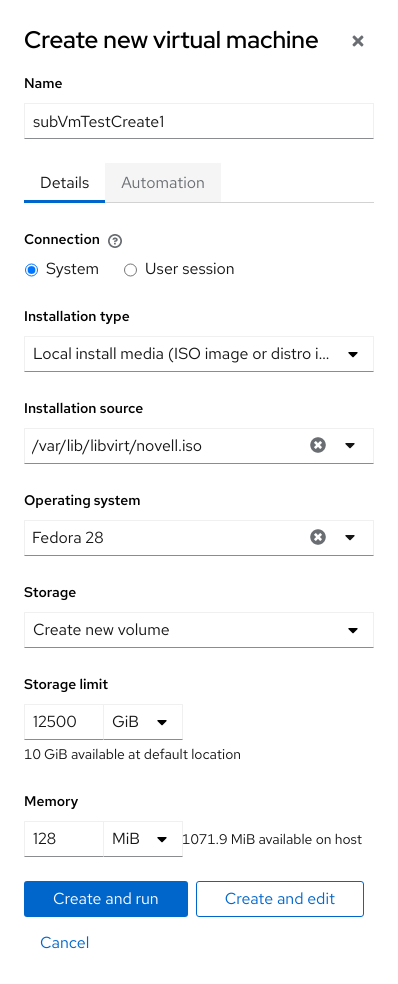 Create new virtual machine
Name
subVmTestCreate1
Details Automation
Connection
System User session
Installation type
Local install media (ISO image or distro i...
Installation source
/var/lib/libvirt/novell.iso
Operating system
Fedora 28
Storage
Create new volume
Storage limit
12500 GiB
10 GiB available at default location
Memory
128 MiB 1071.9 MiB available on host
Create and run Create and edit
Cancel